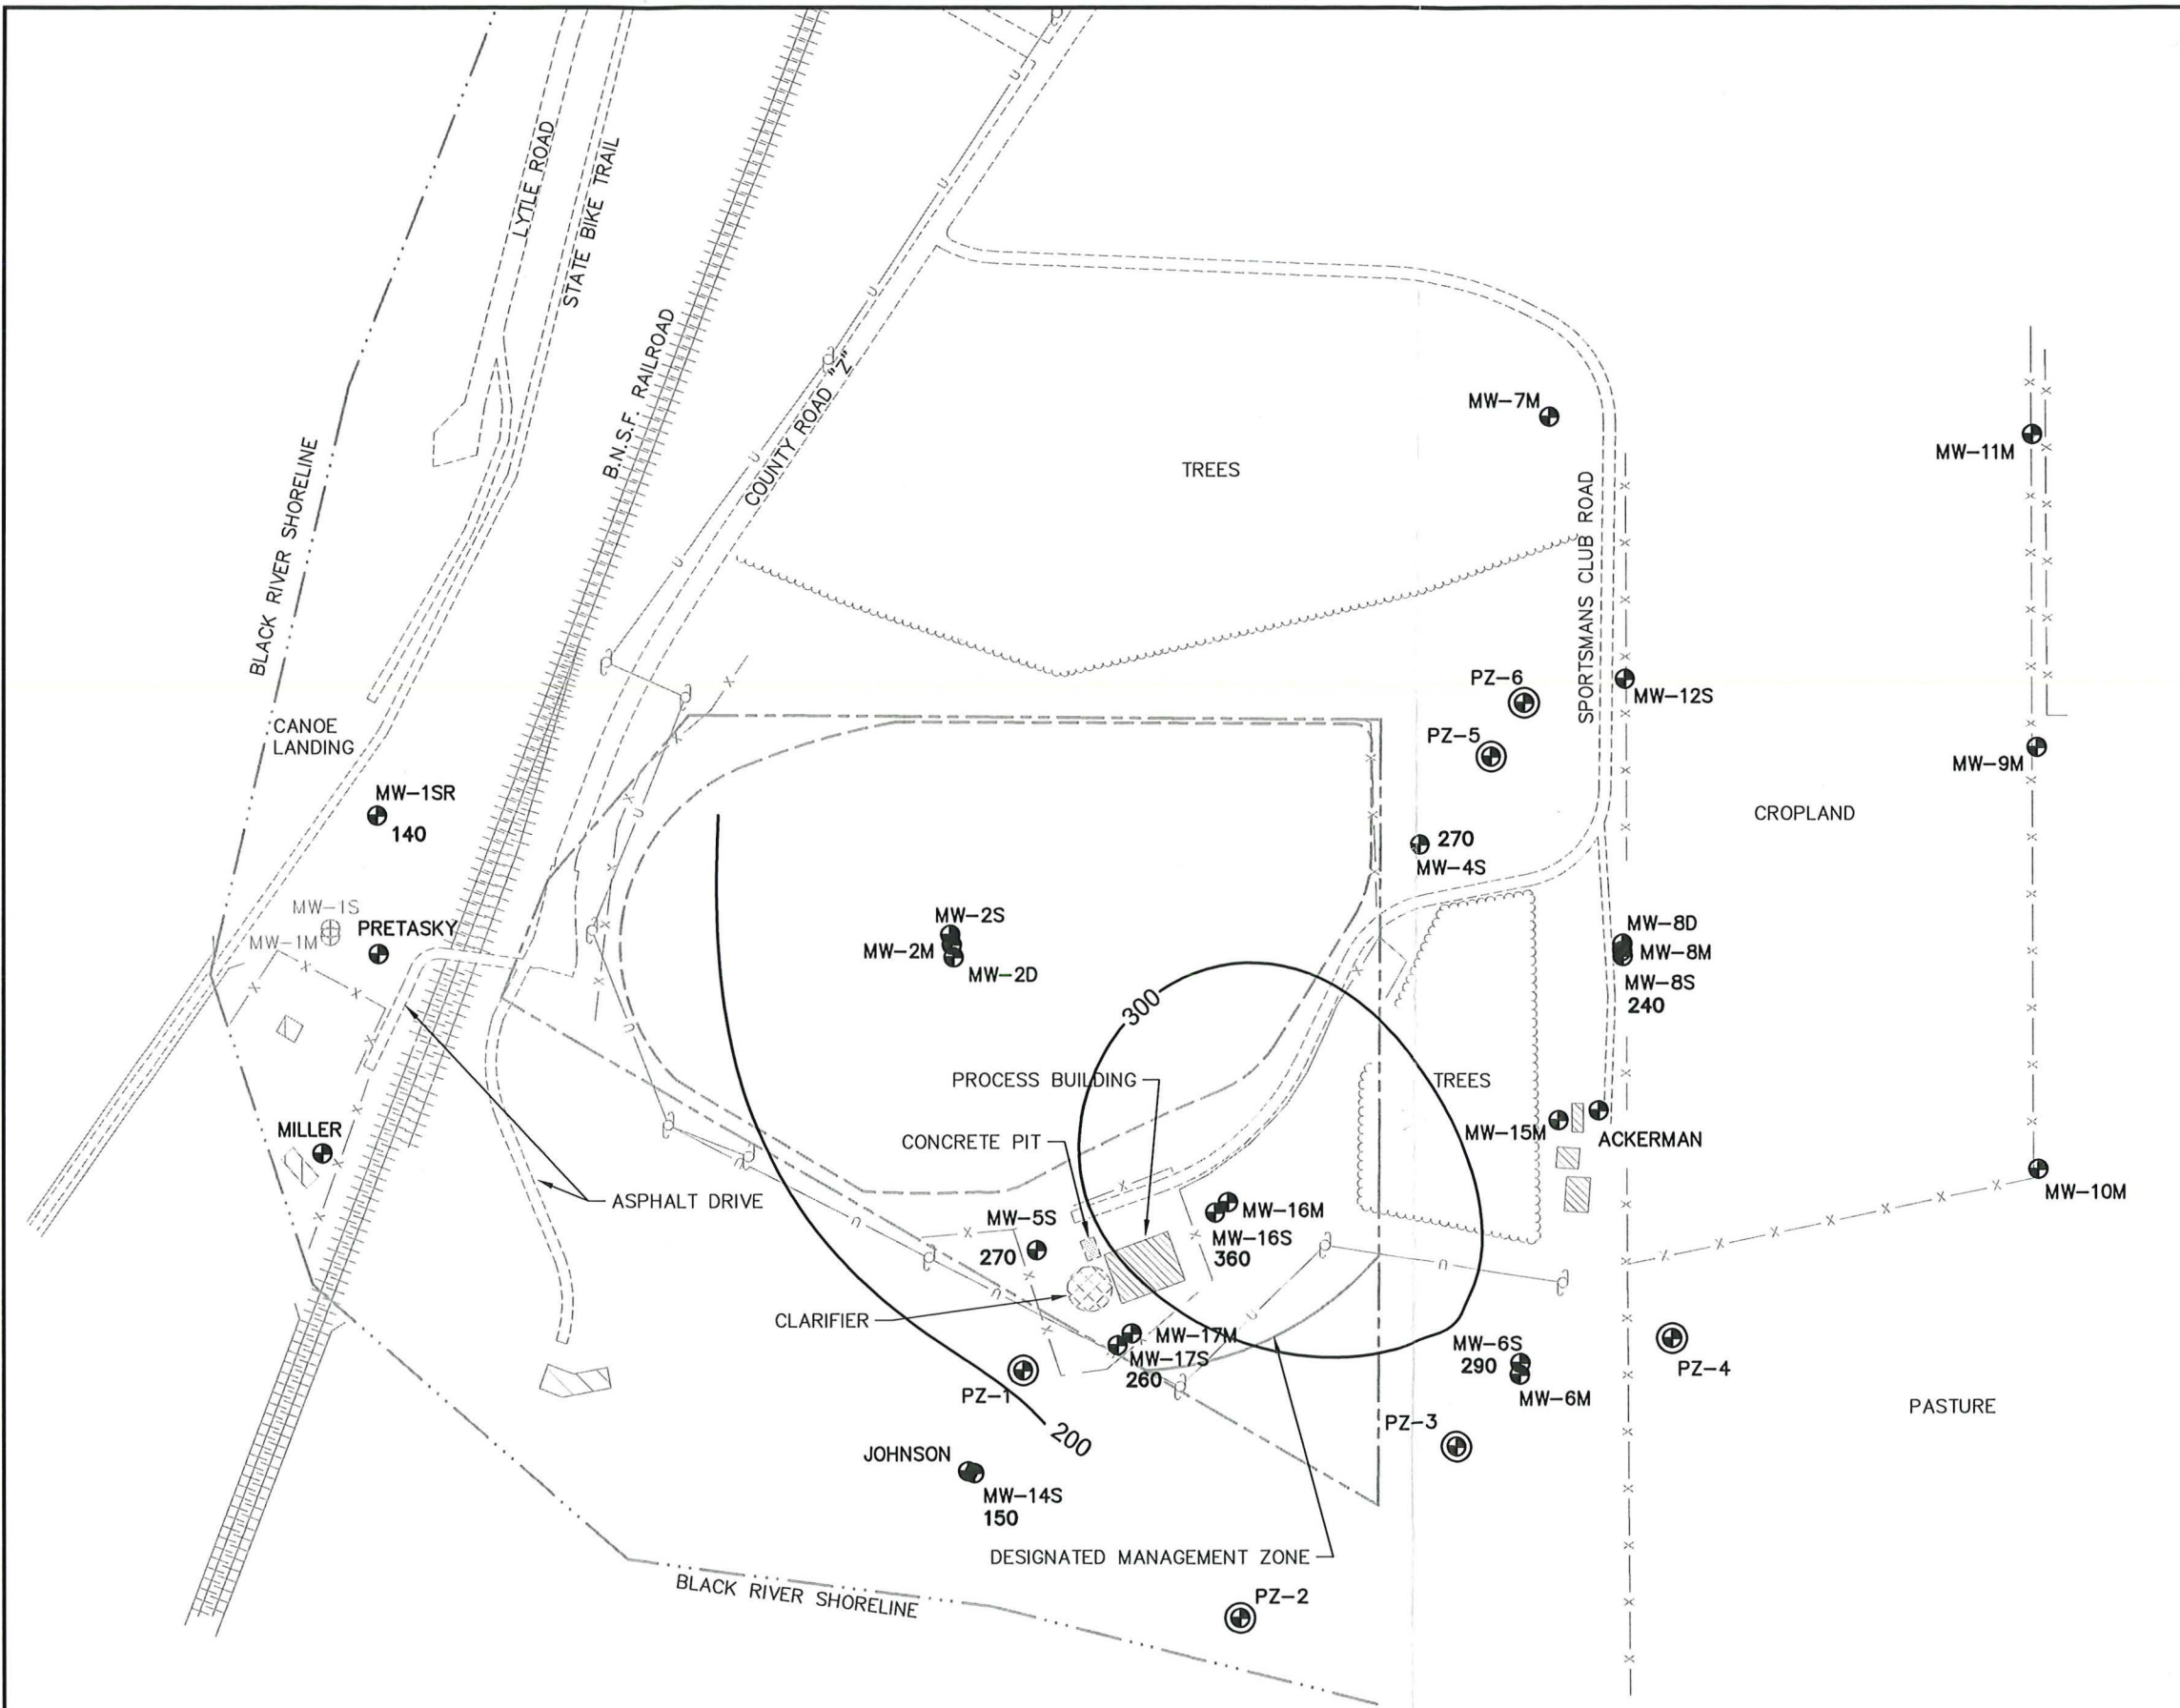 LYTLE ROAD
STATE BIKE TRAIL
B.N.S.F. RAILROAD
COUNTY ROAD "Z"
BLACK RIVER SHORELINE
TREES
MW-7M
MW-11M
SPORTSMANS CLUB ROAD
PZ-6
MW-12S
PZ-5
MW-9M
CANOE
LANDING
MW-1SR
140
270
MW-4S
CROPLAND
MW-1S
MW-1M
PRETASKY
MW-2S
MW-2M
MW-2D
MW-8D
MW-8M
MW-8S
240
300
PROCESS BUILDING
TREES
CONCRETE PIT
MW-15M
ACKERMAN
MILLER
ASPHALT DRIVE
MW-10M
MW-5S
270
MW-16M
MW-16S
360
CLARIFIER
MW-17M
MW-17S
260
MW-6S
290
MW-6M
PZ-4
PZ-1
PASTURE
PZ-3
200
JOHNSON
MW-14S
150
DESIGNATED MANAGEMENT ZONE
BLACK RIVER SHORELINE
PZ-2